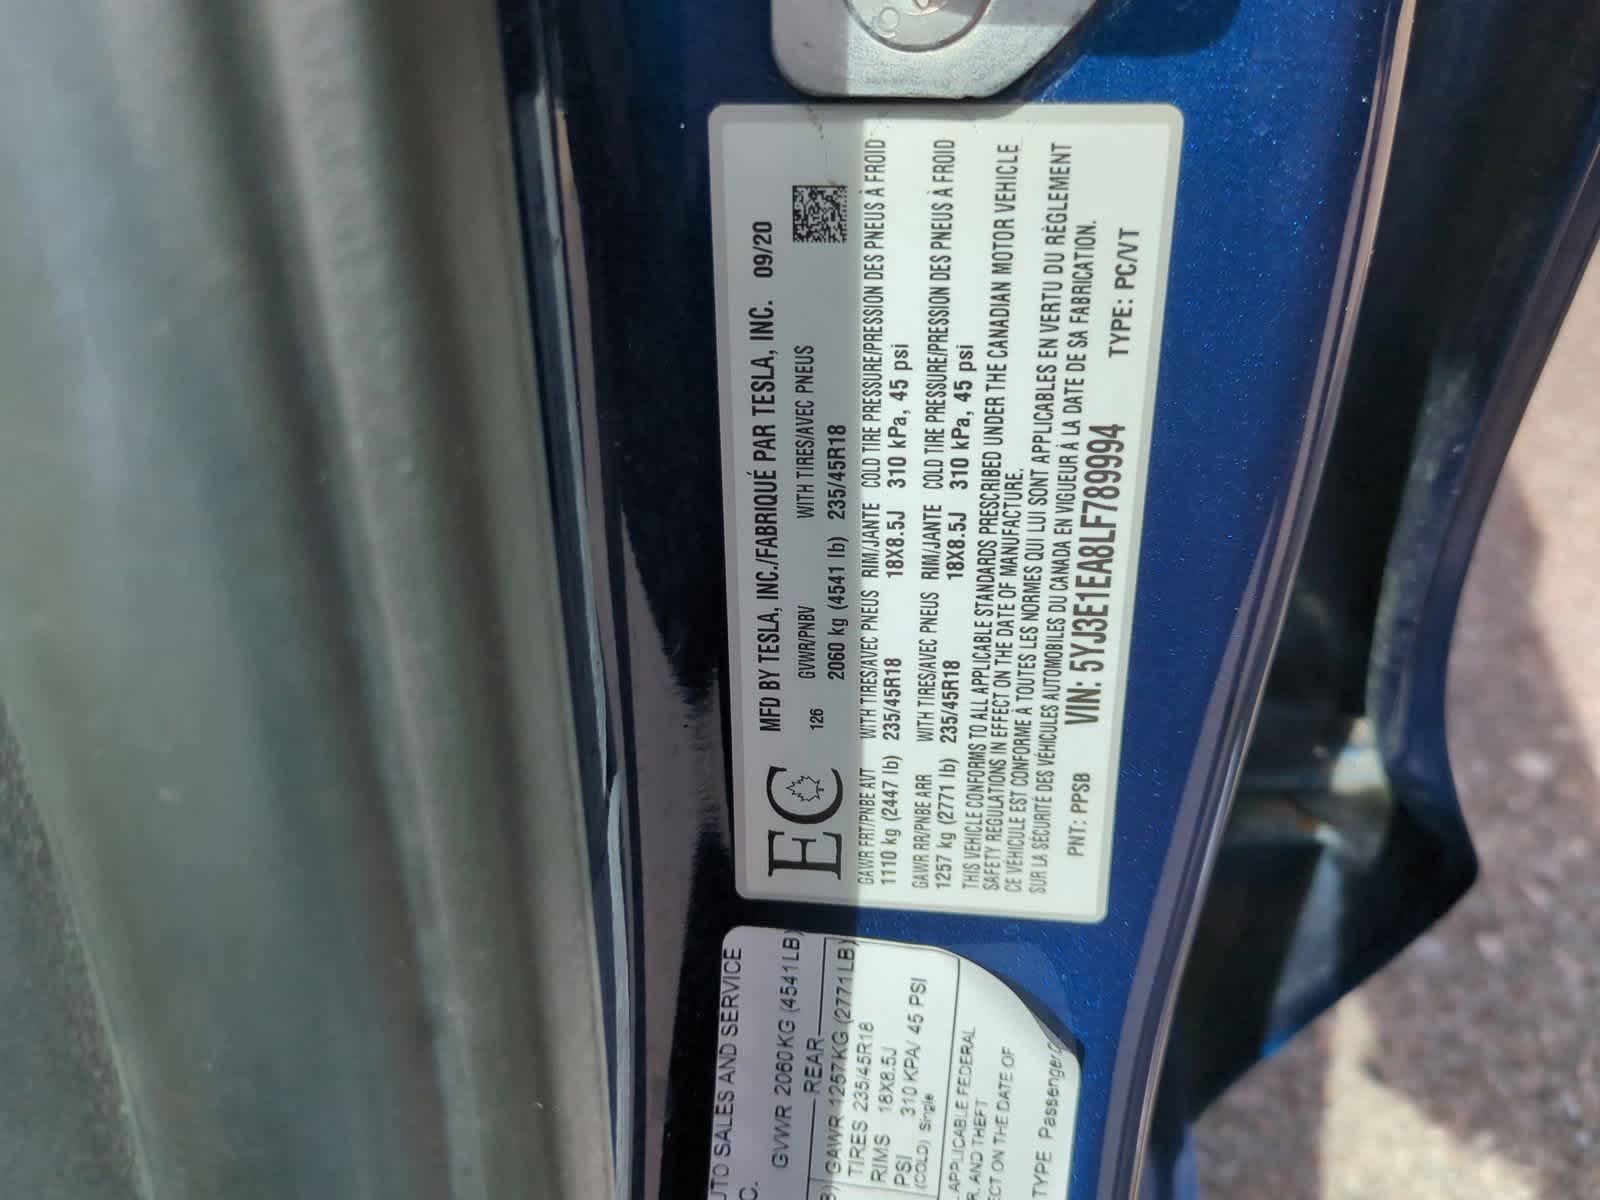 MFD BY TESLA, INC./FABRIQUÉ PAR TESLA, INC. 09/20
EC
126 GVWR/PNBV WITH TIRES/AVEC PNEUS
2060 kg (4541 lb) 235/45R18
GAWR FRT/PNBE AVT WITH TIRES/AVEC PNEUS RIM/JANTE COLD TIRE PRESSURE/PRESSION DES PNEUS À FROID
1110 kg (2447 lb) 235/45R18 18X8.5J 310 kPa, 45 psi
GAWR RR/PNBE ARR WITH TIRES/AVEC PNEUS RIM/JANTE COLD TIRE PRESSURE/PRESSION DES PNEUS À FROID
1257 kg (2771 lb) 235/45R18 18X8.5J 310 kPa, 45 psi
THIS VEHICLE CONFORMS TO ALL APPLICABLE STANDARDS PRESCRIBED UNDER THE CANADIAN MOTOR VEHICLE
SAFETY REGULATIONS IN EFFECT ON THE DATE OF MANUFACTURE.
CE VÉHICULE EST CONFORME À TOUTES LES NORMES QUI LUI SONT APPLICABLES EN VERTU DU RÈGLEMENT
SUR LA SÉCURITÉ DES VÉHICULES AUTOMOBILES DU CANADA EN VIGUEUR À LA DATE DE SA FABRICATION.
PNT: PPSB VIN: 5YJ3E1EA8LF789994 TYPE: PC/VT
UTO SALES AND SERVICE
C. GVWR 2060KG (4541LB)
REAR
GAWR 1257KG (2771LB)
TIRES 235/45R18
RIMS 18X8.5J
PSI 310 KPA/ 45 PSI
(COLD) Single
APPLICABLE FEDERAL
R, AND THEFT
ECT ON THE DATE OF
TYPE Passenger